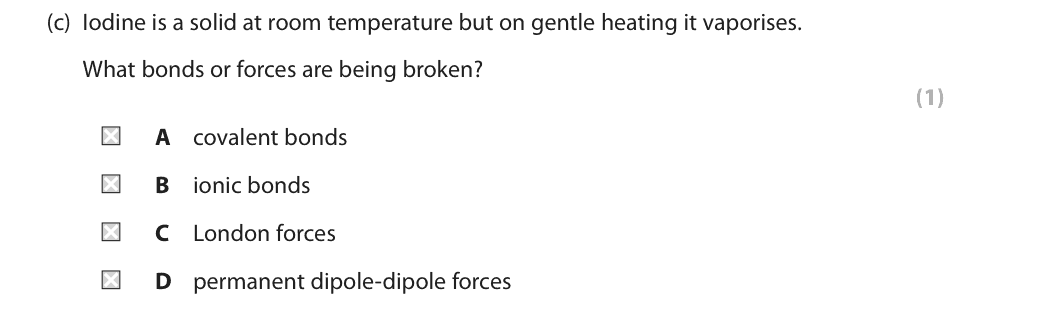 (c) Iodine is a solid at room temperature but on gentle heating it vaporises.
What bonds or forces are being broken?
(1)
A covalent bonds
B ionic bonds
C London forces
D permanent dipole-dipole forces